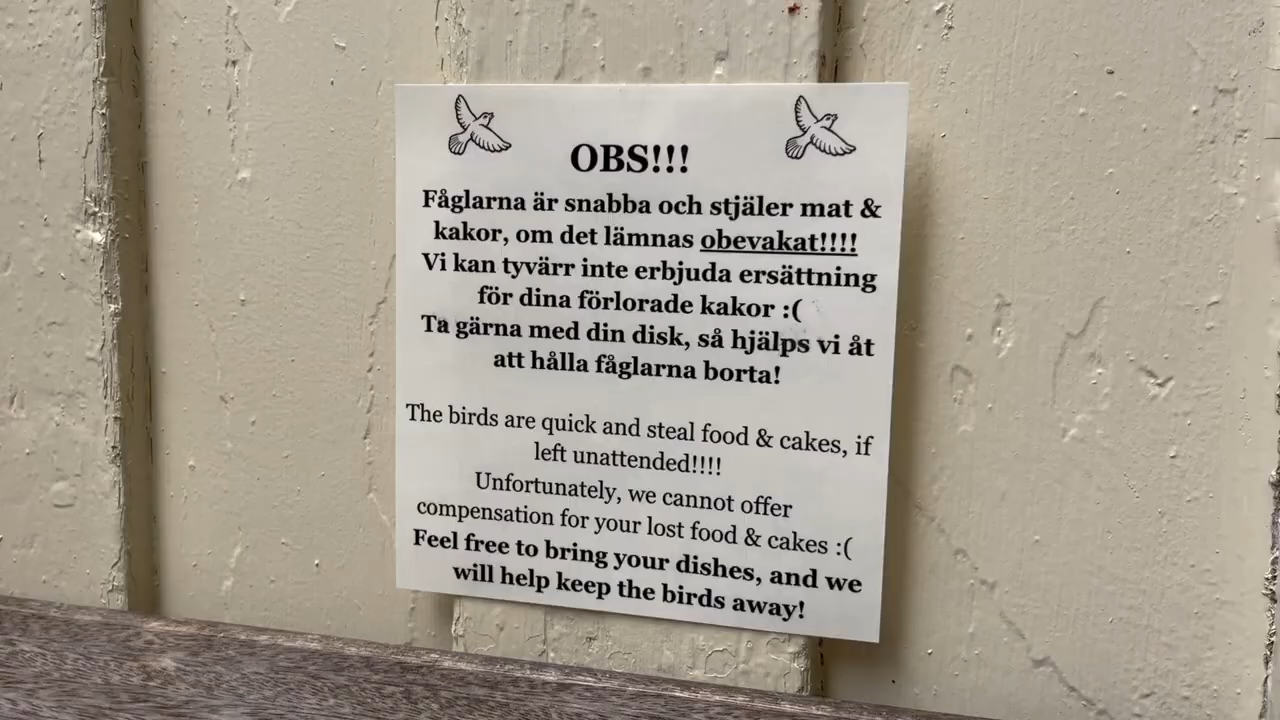 OBS!!!
Fåglarna är snabba och stjäler mat &
kakor, om det lämnas obevakat!!!!
Vi kan tyvärr inte erbjuda ersättning
för dina förlorade kakor :(
Ta gärna med din disk, så hjälps vi åt
att hålla fåglarna borta!
The birds are quick and steal food & cakes, if
left unattended!!!!
Unfortunately, we cannot offer
compensation for your lost food & cakes :(
Feel free to bring your dishes, and we
will help keep the birds away!